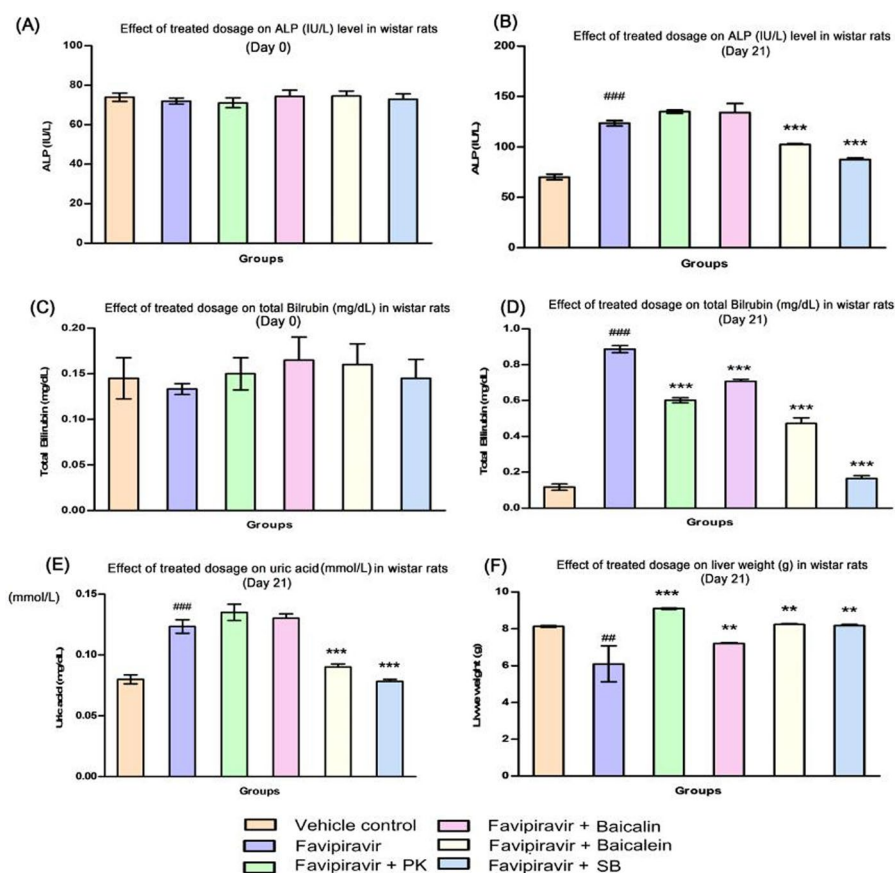 (A)
Effect of treated dosage on ALP (IU/L) level in wistar rats
(Day 0)
100
80
60
40
20
0
ALP (IU/L)
Groups
(B)
Effect of treated dosage on ALP (IU/L) level in wistar rats
(Day 21)
200
150
100
50
0
ALP (IU/L)
###
***
***
Groups
(C)
Effect of treated dosage on total Bilrubin (mg/dL) in wistar rats
(Day 0)
0.20
0.15
0.10
0.05
0.00
Total Bilirubin (mg/dL)
Groups
(D)
Effect of treated dosage on total Bilrubin (mg/dL) in wistar rats
(Day 21)
1.0
0.8
0.6
0.4
0.2
0.0
Total Bilirubin (mg/dL)
###
***
***
***
***
Groups
(E)
Effect of treated dosage on uric acid (mmol/L) in wistar rats
(Day 21)
(mmol/L)
0.15
0.10
0.05
0.00
Uric acid (mg/dL)
###
***
***
Groups
(F)
Effect of treated dosage on liver weight (g) in wistar rats
(Day 21)
10
8
6
4
2
0
weight (g)
##
***
**
**
**
Groups
Vehicle control
Favipiravir
Favipiravir + PK
Favipiravir + Baicalin
Favipiravir + Baicalein
Favipiravir + SB